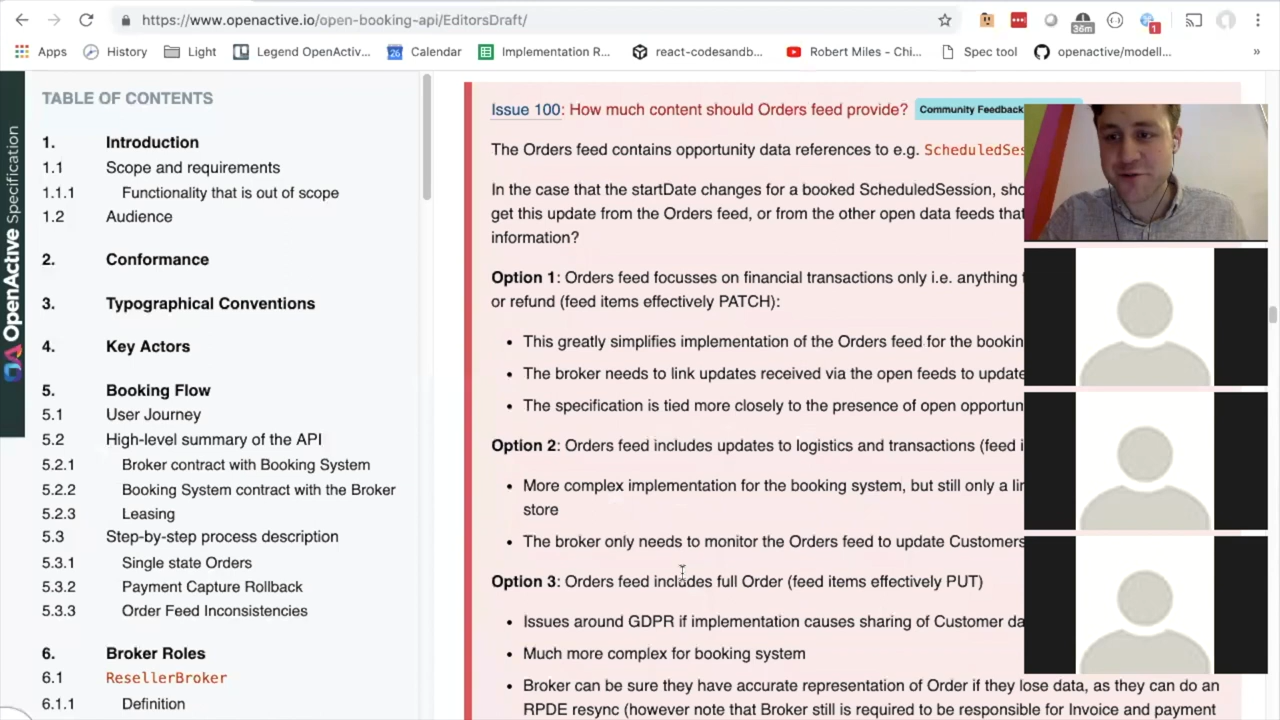 https://www.openactive.io/open-booking-api/EditorsDraft/
36m
1
Apps
History
Light
Legend OpenActiv...
26
Calendar
Implementation R...
react-codesandb...
Robert Miles - Chi...
Spec tool
openactive/modell...
»
OpenActive Specification
TABLE OF CONTENTS
1. Introduction
1.1 Scope and requirements
1.1.1 Functionality that is out of scope
1.2 Audience
2. Conformance
3. Typographical Conventions
4. Key Actors
5. Booking Flow
5.1 User Journey
5.2 High-level summary of the API
5.2.1 Broker contract with Booking System
5.2.2 Booking System contract with the Broker
5.2.3 Leasing
5.3 Step-by-step process description
5.3.1 Single state Orders
5.3.2 Payment Capture Rollback
5.3.3 Order Feed Inconsistencies
6. Broker Roles
6.1 ResellerBroker
6.1.1 Definition
Issue 100: How much content should Orders feed provide? Community Feedback
The Orders feed contains opportunity data references to e.g.
In the case that the startDate changes for a booked ScheduledSession,
get this update from the Orders feed, or from the other open data feeds
information?
Option 1: Orders feed focusses on financial transactions only i.e. anything
or refund (feed items effectively PATCH):
• This greatly simplifies implementation of the Orders feed for the
• The broker needs to link updates received via the open feeds to
• The specification is tied more closely to the presence of open
Option 2: Orders feed includes updates to logistics and transactions (feed
• More complex implementation for the booking system, but still only a
store
• The broker only needs to monitor the Orders feed to update Customers
Option 3: Orders feed includes full Order (feed items effectively PUT)
• Issues around GDPR if implementation causes sharing of Customer
• Much more complex for booking system
• Broker can be sure they have accurate representation of Order if they lose data, as they can do an
RPDE resync (however note that Broker still is required to be responsible for Invoice and payment